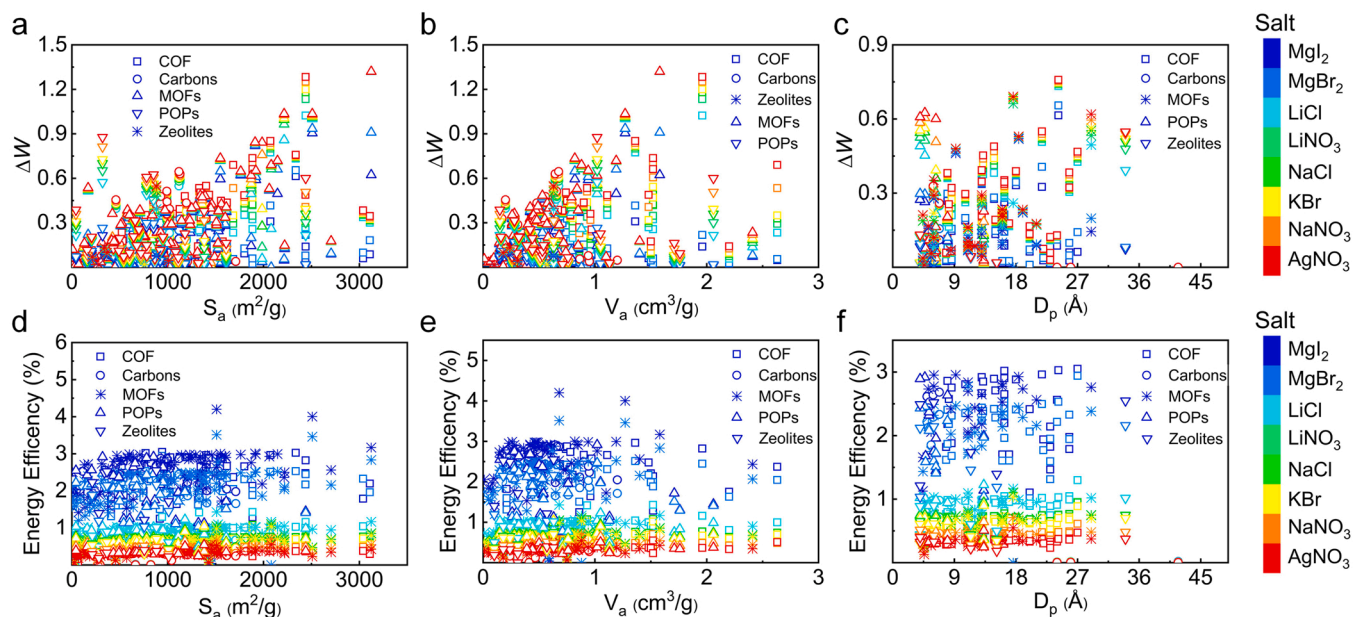 a
1.5
1.2
0.9
0.6
0.3
ΔW
COF
Carbons
MOFs
POPs
Zeolites
0 1000 2000 3000
Sa (m²/g)
b
1.5
1.2
0.9
0.6
0.3
ΔW
COF
Carbons
Zeolites
MOFs
POPs
0 1 2 3
Va (cm³/g)
c
0.9
0.6
0.3
ΔW
COF
Carbons
MOFs
POPs
Zeolites
0 9 18 27 36 45
Dp (Å)
Salt
MgI₂
MgBr₂
LiCl
LiNO₃
NaCl
KBr
NaNO₃
AgNO₃
d
6
5
4
3
2
1
Energy Efficency (%)
COF
Carbons
MOFs
POPs
Zeolites
0 1000 2000 3000
Sa (m²/g)
e
5
4
3
2
1
0
Energy Efficency (%)
COF
Carbons
MOFs
POPs
Zeolites
0 1 2 3
Va (cm³/g)
f
3
2
1
Energy Efficency (%)
COF
Carbons
MOFs
POPs
Zeolites
0 9 18 27 36 45
Dp (Å)
Salt
MgI₂
MgBr₂
LiCl
LiNO₃
NaCl
KBr
NaNO₃
AgNO₃